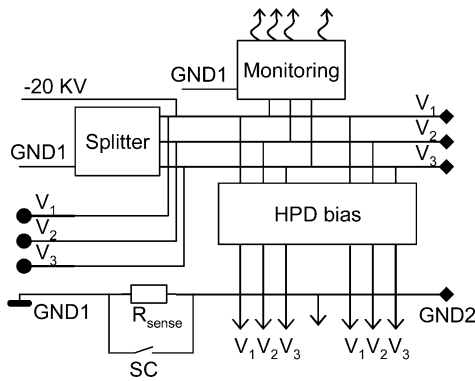 Monitoring
GND1
-20 KV
V1
Splitter
V2
GND1
V3
V1
HPD bias
V2
V3
GND1
Rsense
GND2
V1 V2 V3
V1 V2 V3
SC